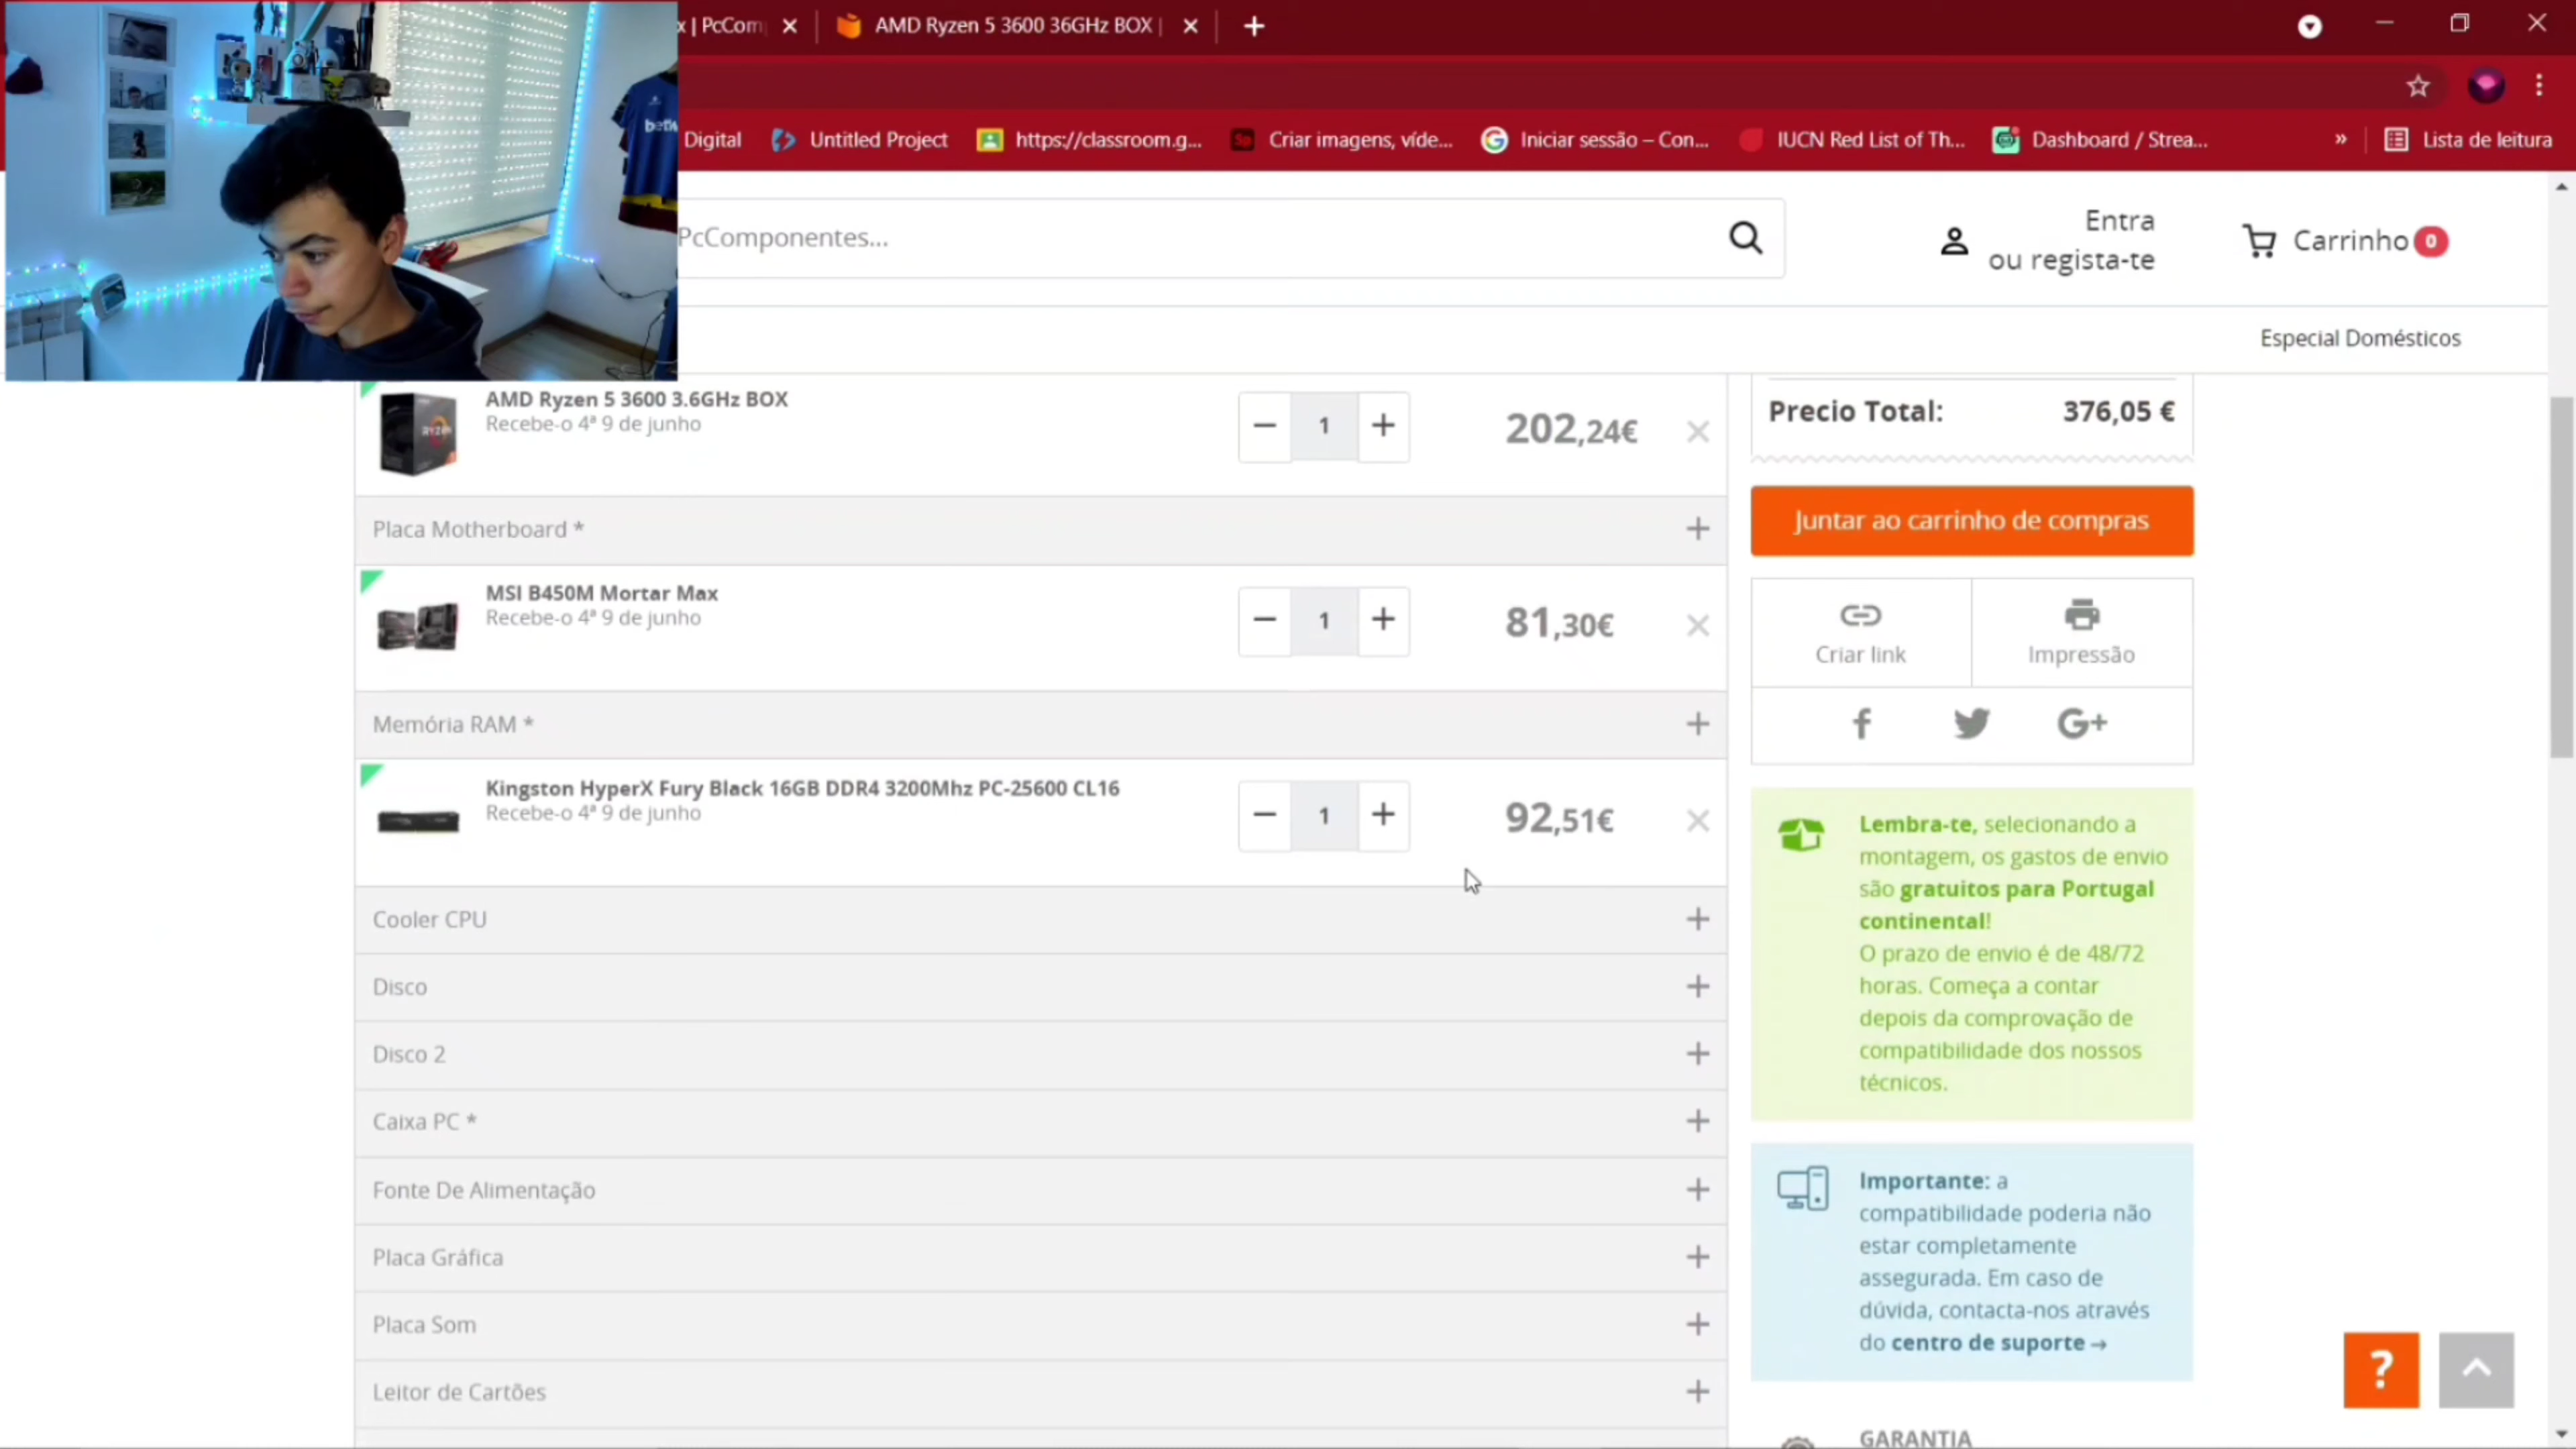 x | PcCom
AMD Ryzen 5 3600 36GHz BOX |
Digital
Untitled Project
https://classroom.g...
Criar imagens, víde...
Iniciar sessão – Con...
IUCN Red List of Th...
Dashboard / Strea...
»
Lista de leitura
PcComponentes...
Entra
ou regista-te
Carrinho 0
Especial Domésticos
AMD Ryzen 5 3600 3.6GHz BOX
Recebe-o 4ª 9 de junho
1
202,24€
Precio Total: 376,05 €
Juntar ao carrinho de compras
Placa Motherboard *
MSI B450M Mortar Max
Recebe-o 4ª 9 de junho
1
81,30€
Criar link
Impressão
Memória RAM *
f
G+
Kingston HyperX Fury Black 16GB DDR4 3200Mhz PC-25600 CL16
Recebe-o 4ª 9 de junho
1
92,51€
Cooler CPU
Disco
Disco 2
Caixa PC *
Fonte De Alimentação
Placa Gráfica
Placa Som
Leitor de Cartões
Lembra-te, selecionando a
montagem, os gastos de envio
são gratuitos para Portugal
continental!
O prazo de envio é de 48/72
horas. Começa a contar
depois da comprovação de
compatibilidade dos nossos
técnicos.
Importante: a
compatibilidade poderia não
estar completamente
assegurada. Em caso de
dúvida, contacta-nos através
do centro de suporte →
?
GARANTIA